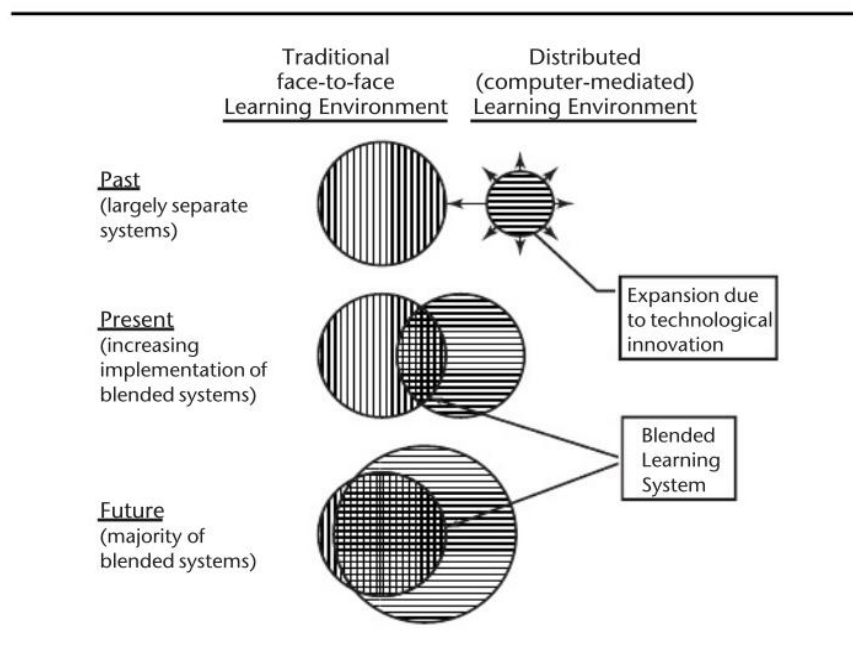 Traditional
face-to-face
Learning Environment
Distributed
(computer-mediated)
Learning Environment
Past
(largely separate
systems)
Expansion due
to technological
innovation
Present
(increasing
implementation of
blended systems)
Blended
Learning
System
Future
(majority of
blended systems)